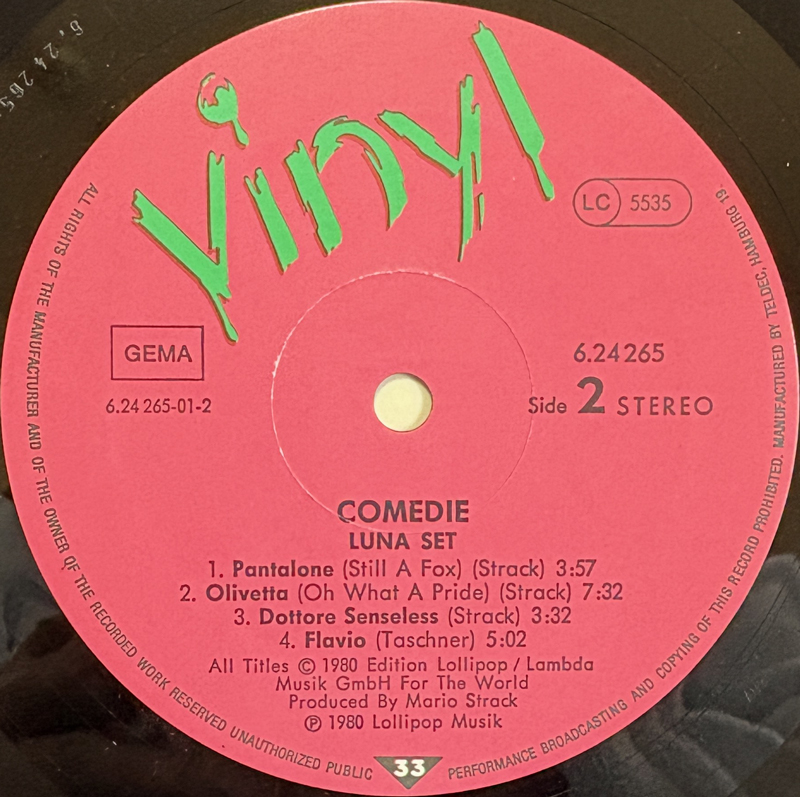 6.24265
Vinyl
LC 5535
GEMA
6.24 265-01-2
6.24265
Side 2 STEREO
COMEDIE
LUNA SET
1. Pantalone (Still A Fox) (Strack) 3:57
2. Olivetta (Oh What A Pride) (Strack) 7:32
3. Dottore Senseless (Strack) 3:32
4. Flavio (Taschner) 5:02
All Titles © 1980 Edition Lollipop / Lambda
Musik GmbH For The World
Produced By Mario Strack
℗ 1980 Lollipop Musik
ALL RIGHTS OF THE MANUFACTURER AND OF THE OWNER OF THE RECORDED WORK RESERVED UNAUTHORIZED PUBLIC
33
PERFORMANCE BROADCASTING AND COPYING OF THIS RECORD PROHIBITED. MANUFACTURED BY TELDEC, HAMBURG 19.